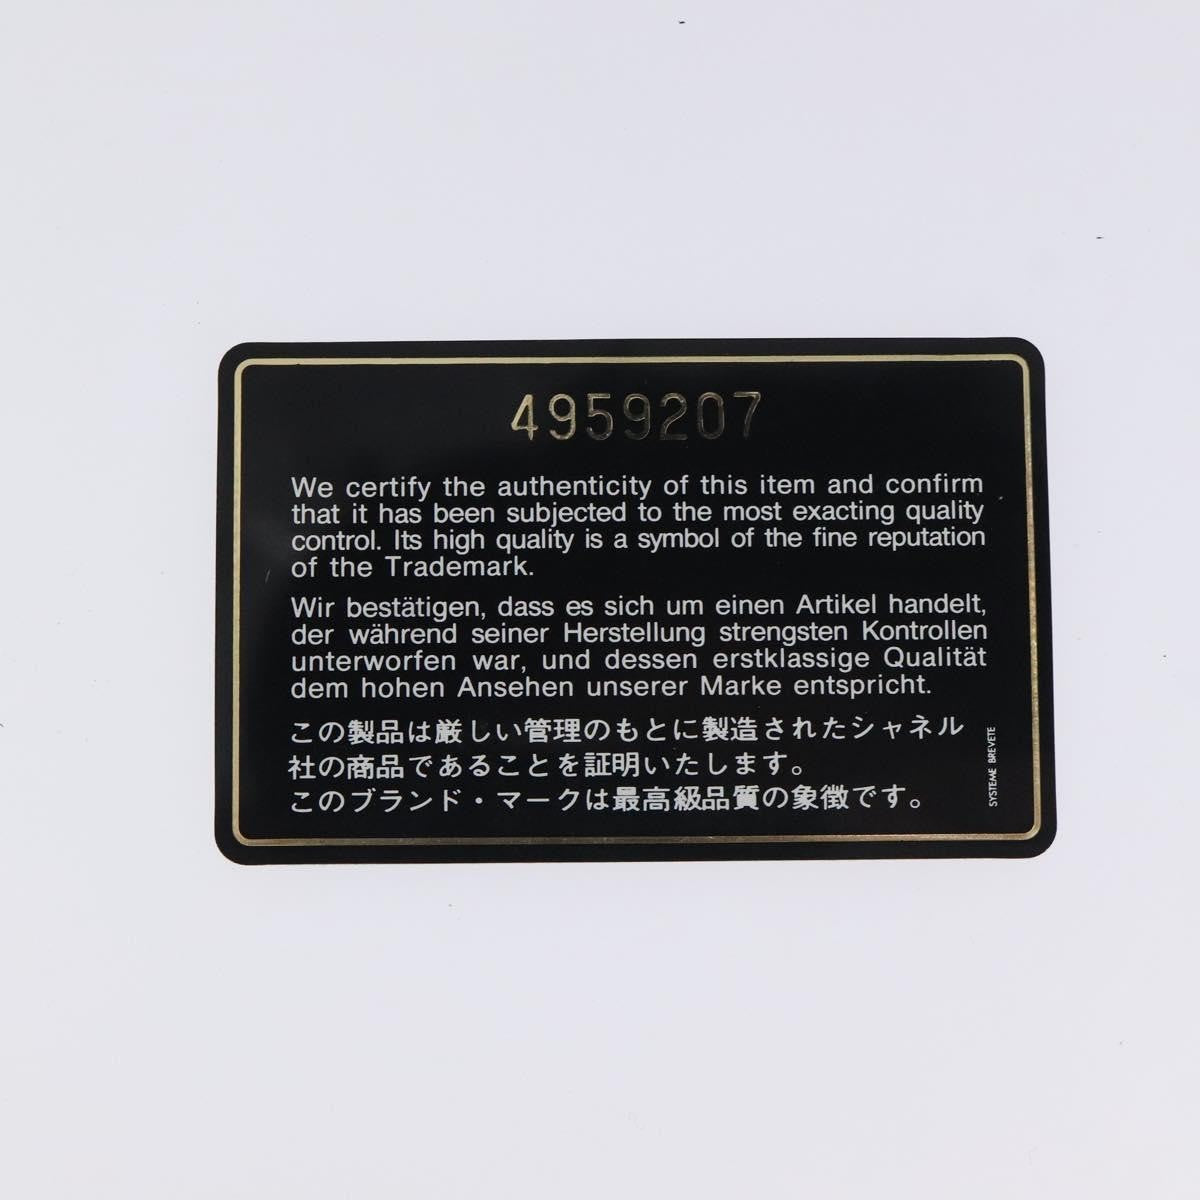 4959207
We certify the authenticity of this item and confirm
that it has been subjected to the most exacting quality
control. Its high quality is a symbol of the fine reputation
of the Trademark.
Wir bestätigen, dass es sich um einen Artikel handelt,
der während seiner Herstellung strengsten Kontrollen
unterworfen war, und dessen erstklassige Qualität
dem hohen Ansehen unserer Marke entspricht.
この製品は厳しい管理のもとに製造されたシャネル
社の商品であることを証明いたします。
このブランド・マークは最高級品質の象徴です。
SYSTEME BREVETE